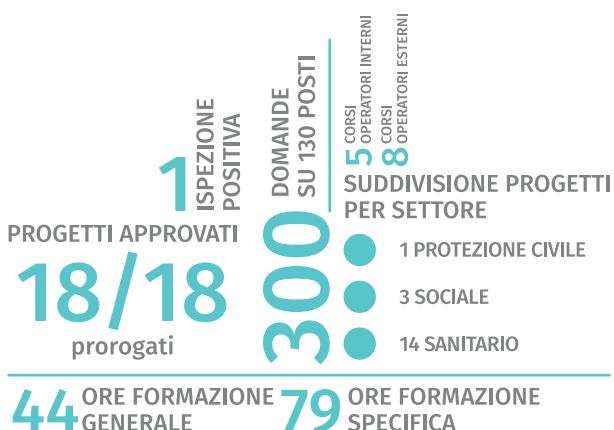 1 ISPEZIONE
POSITIVA
300 DOMANDE
SU 130 POSTI
5 CORSI
OPERATORI INTERNI
8 CORSI
OPERATORI ESTERNI
PROGETTI APPROVATI
18/18
prorogati
SUDDIVISIONE PROGETTI
PER SETTORE
1 PROTEZIONE CIVILE
3 SOCIALE
14 SANITARIO
44 ORE FORMAZIONE
GENERALE
79 ORE FORMAZIONE
SPECIFICA